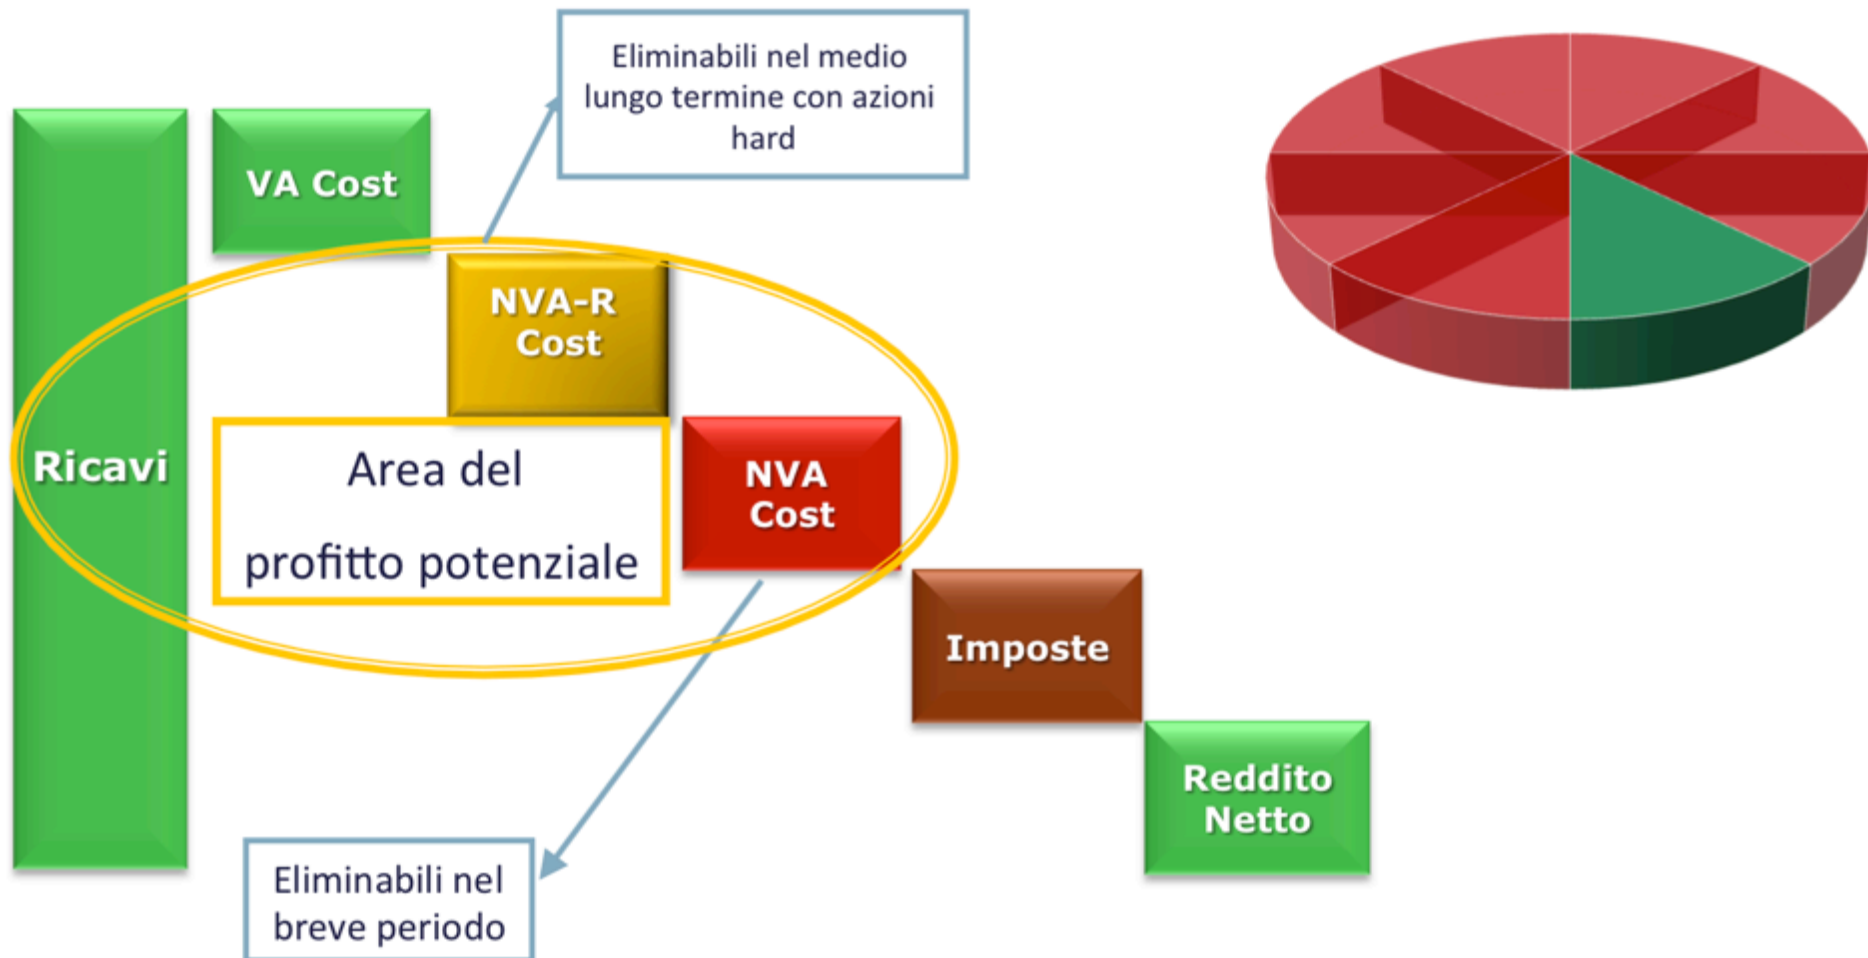 Eliminabili nel medio
lungo termine con azioni
hard
VA Cost
NVA-R
Cost
Ricavi
Area del
profitto potenziale
NVA
Cost
Imposte
Reddito
Netto
Eliminabili nel
breve periodo